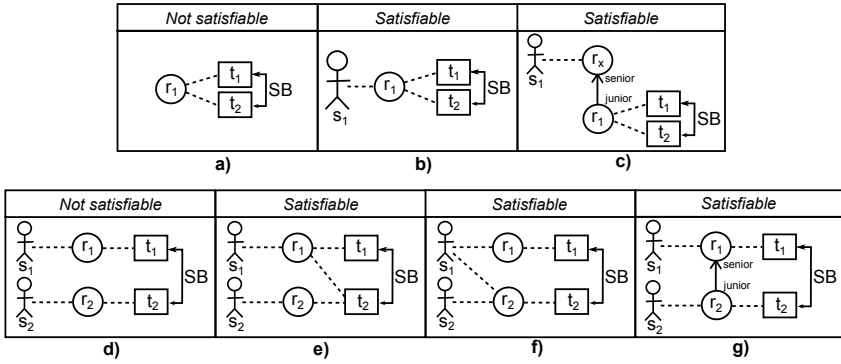 Not satisfiable Satisfiable Satisfiable
r1 t1 t2 SB
s1 r1 t1 t2 SB
s1 rx senior junior r1 t1 t2 SB
a) b) c)
Not satisfiable Satisfiable Satisfiable Satisfiable
s1 r1 t1 SB s2 r2 t2
s1 r1 t1 SB s2 r2 t2
s1 r1 t1 SB s2 r2 t2
s1 r1 senior t1 SB junior s2 r2 t2
d) e) f) g)